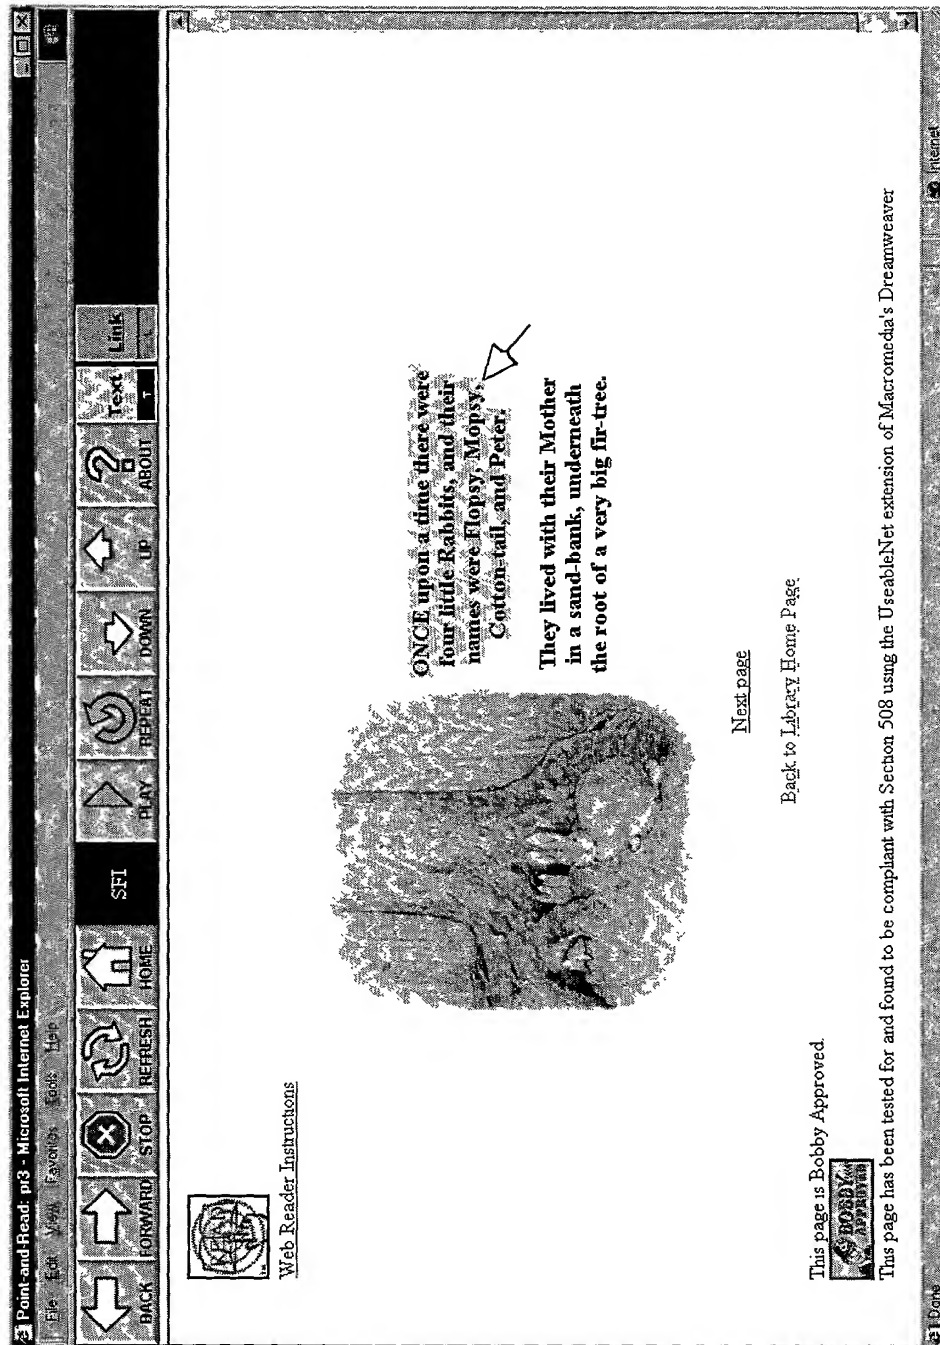 Point-and-Read: pr3 - Microsoft Internet Explorer
File Edit View Favorites Tools Help
BACK FORWARD STOP REFRESH HOME SFI PLAY REPEAT DOWN UP ABOUT Text Link
T L
READ
Web Reader Instructions
ONCE upon a time there were
four little Rabbits, and their
names were Flopsy, Mopsy,
Cotton-tail, and Peter.
They lived with their Mother
in a sand-bank, underneath
the root of a very big fir-tree.
Next page
Back to Library Home Page
This page is Bobby Approved.
BOBBY
APPROVED
This page has been tested for and found to be compliant with Section 508 using the UseableNet extension of Macromedia's Dreamweaver
Done Internet